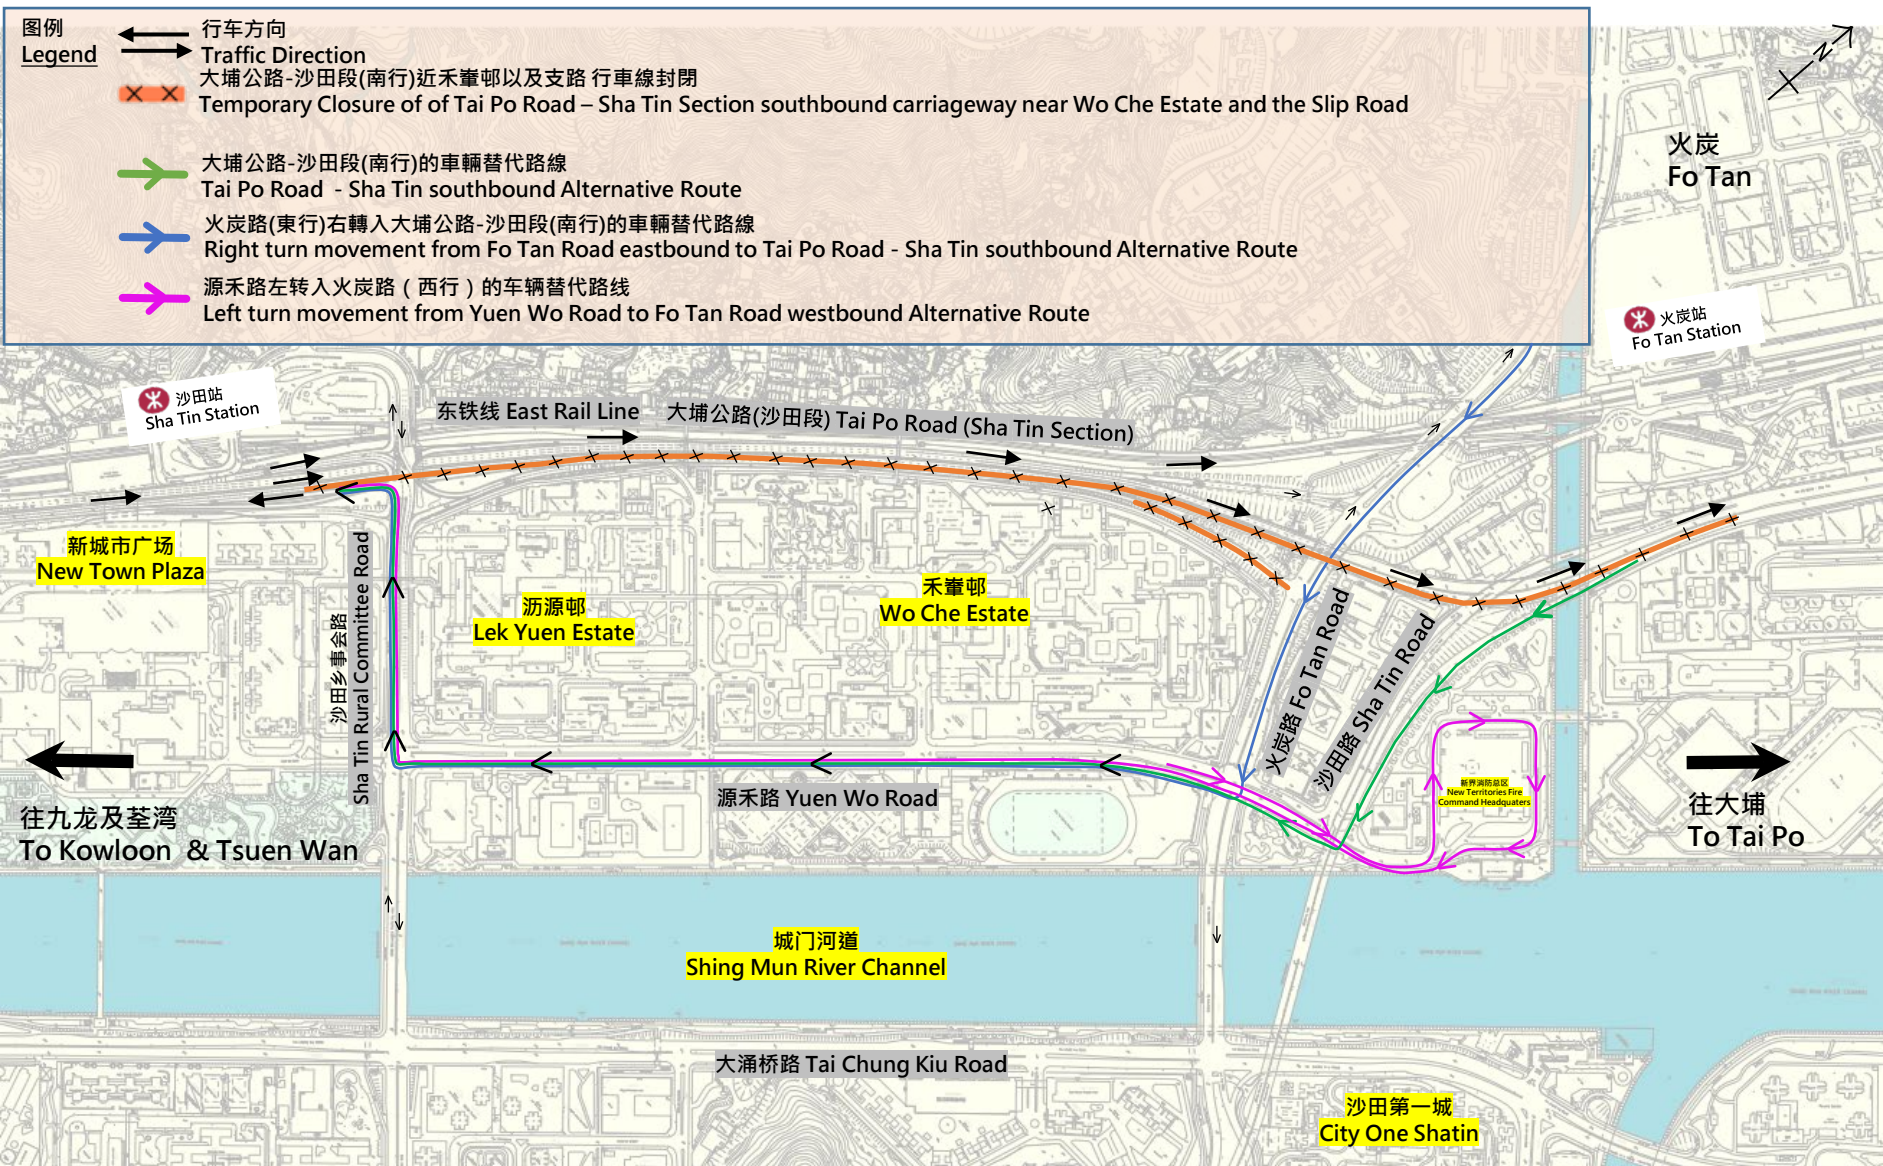 图例
Legend
行车方向
Traffic Direction
大埔公路-沙田段(南行)近禾輋邨以及支路 行車線封閉
Temporary Closure of of Tai Po Road – Sha Tin Section southbound carriageway near Wo Che Estate and the Slip Road
大埔公路-沙田段(南行)的車輛替代路線
Tai Po Road - Sha Tin southbound Alternative Route
火炭路(東行)右轉入大埔公路-沙田段(南行)的車輛替代路線
Right turn movement from Fo Tan Road eastbound to Tai Po Road - Sha Tin southbound Alternative Route
源禾路左转入火炭路（西行）的车辆替代路线
Left turn movement from Yuen Wo Road to Fo Tan Road westbound Alternative Route
N
火炭
Fo Tan
火炭站
Fo Tan Station
沙田站
Sha Tin Station
东铁线 East Rail Line
大埔公路(沙田段) Tai Po Road (Sha Tin Section)
新城市广场
New Town Plaza
沙田乡事会路
Sha Tin Rural Committee Road
沥源邨
Lek Yuen Estate
禾輋邨
Wo Che Estate
火炭路 Fo Tan Road
沙田路 Sha Tin Road
新界消防总区
New Territories Fire
Command Headquaters
往九龙及荃湾
To Kowloon & Tsuen Wan
源禾路 Yuen Wo Road
往大埔
To Tai Po
城门河道
Shing Mun River Channel
大涌桥路 Tai Chung Kiu Road
沙田第一城
City One Shatin